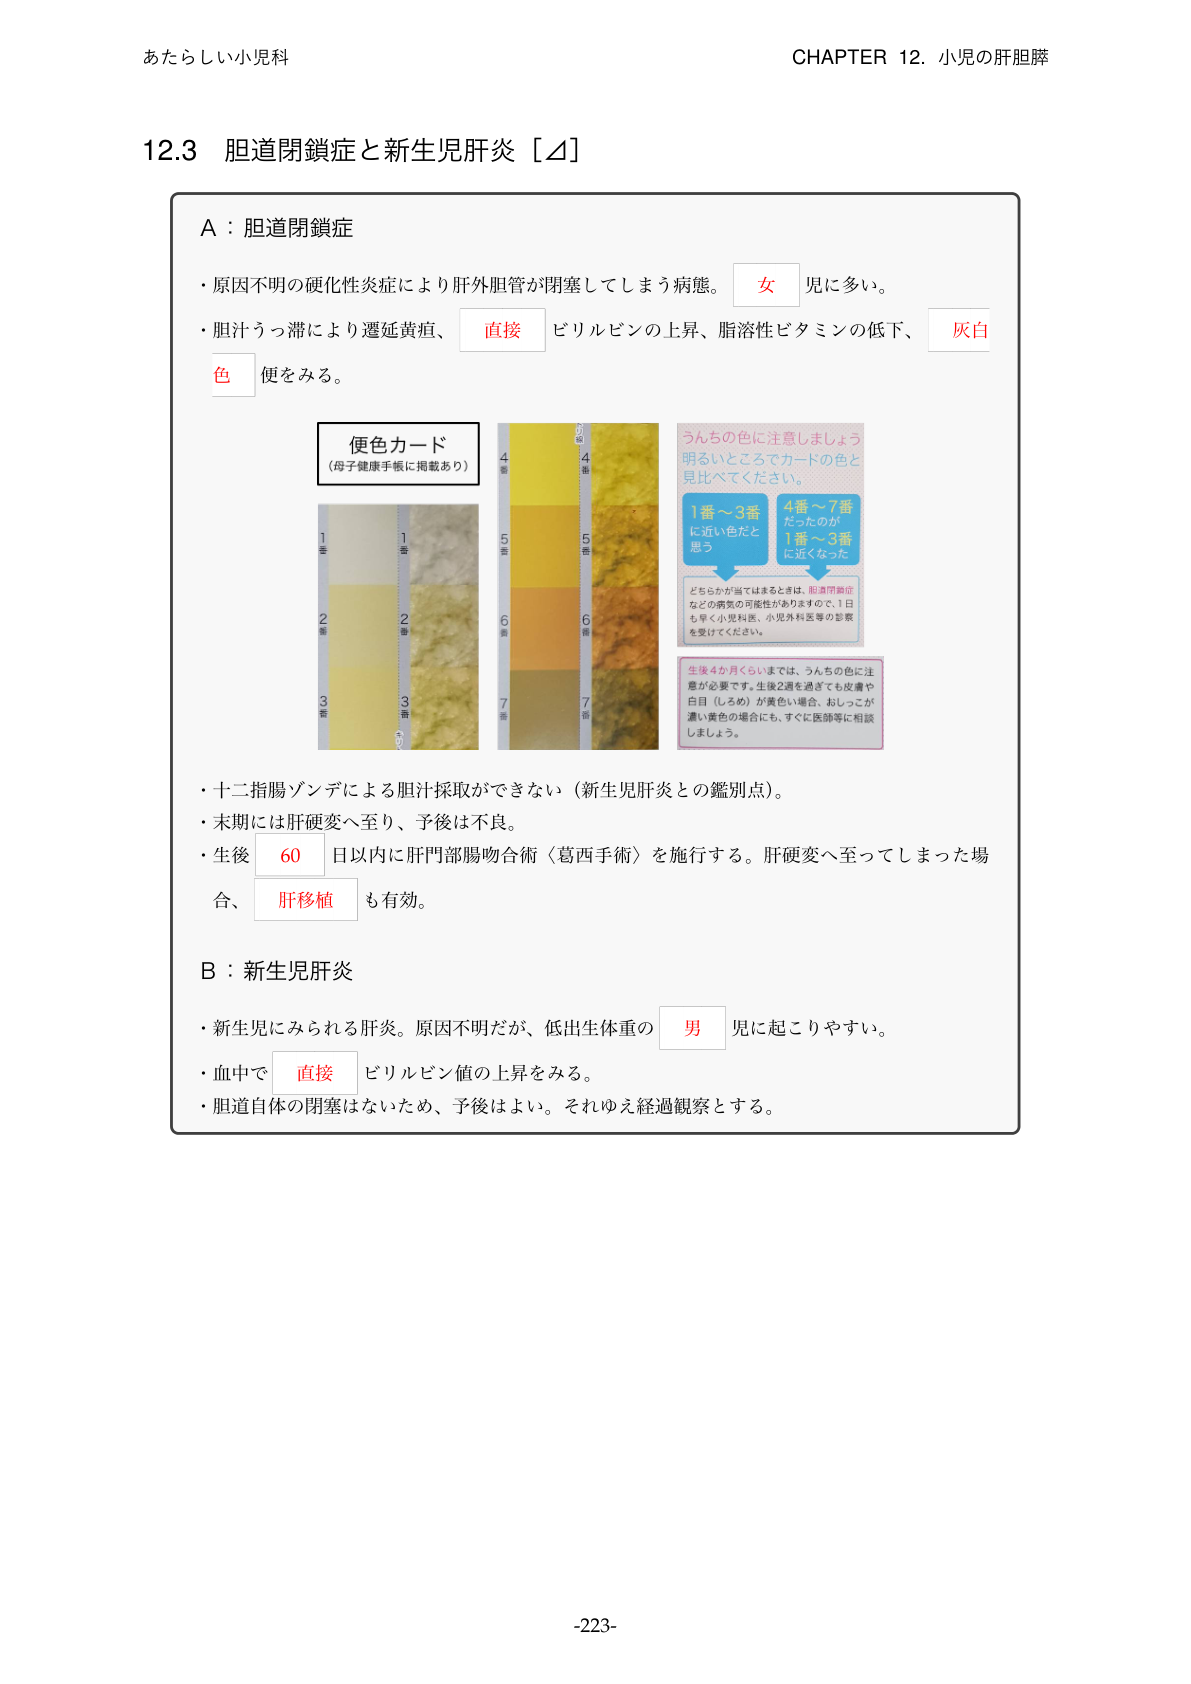 あたらしい小児科
CHAPTER 12. 小児の肝胆膵
12.3 胆道閉鎖症と新生児肝炎［⊿］
A：胆道閉鎖症
・原因不明の硬化性炎症により肝外胆管が閉塞してしまう病態。 女 児に多い。
・胆汁うっ滞により遷延黄疸、 直接 ビリルビンの上昇、脂溶性ビタミンの低下、 灰白
色 便をみる。
便色カード
（母子健康手帳に掲載あり）
1番
1番
2番
2番
3番
3番
4番
4番
5番
5番
6番
6番
7番
7番
うんちの色に注意しましょう
明るいところでカードの色と
見比べてください。
1番～3番
に近い色だと
思う
4番～7番
だったのが
1番～3番
に近くなった
どちらかが当てはまるときは、胆道閉鎖症
などの病気の可能性がありますので、1日
も早く小児科医、小児外科医等の診察
を受けてください。
生後4か月くらいまでは、うんちの色に注
意が必要です。生後2週を過ぎても皮膚や
白目（しろめ）が黄色い場合、おしっこが
濃い黄色の場合にも、すぐに医師等に相談
しましょう。
・十二指腸ゾンデによる胆汁採取ができない（新生児肝炎との鑑別点）。
・末期には肝硬変へ至り、予後は不良。
・生後 60 日以内に肝門部腸吻合術〈葛西手術〉を施行する。肝硬変へ至ってしまった場
合、 肝移植 も有効。
B：新生児肝炎
・新生児にみられる肝炎。原因不明だが、低出生体重の 男 児に起こりやすい。
・血中で 直接 ビリルビン値の上昇をみる。
・胆道自体の閉塞はないため、予後はよい。それゆえ経過観察とする。
-223-